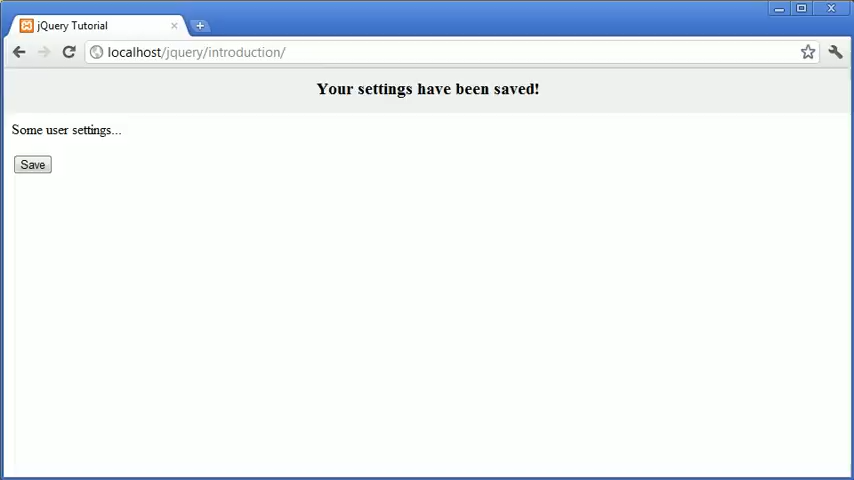 jQuery Tutorial
localhost/jquery/introduction/
Your settings have been saved!
Some user settings...
Save